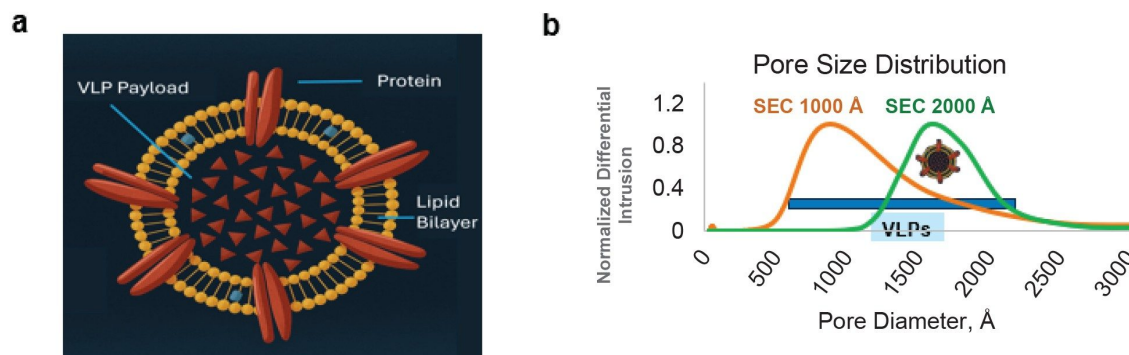 a
VLP Payload
Protein
Lipid
Bilayer
b
Pore Size Distribution
SEC 1000 Å
SEC 2000 Å
Normalized Differential
Intrusion
1.2
0.8
0.4
0
VLPs
0
500
1000
1500
2000
2500
3000
Pore Diameter, Å